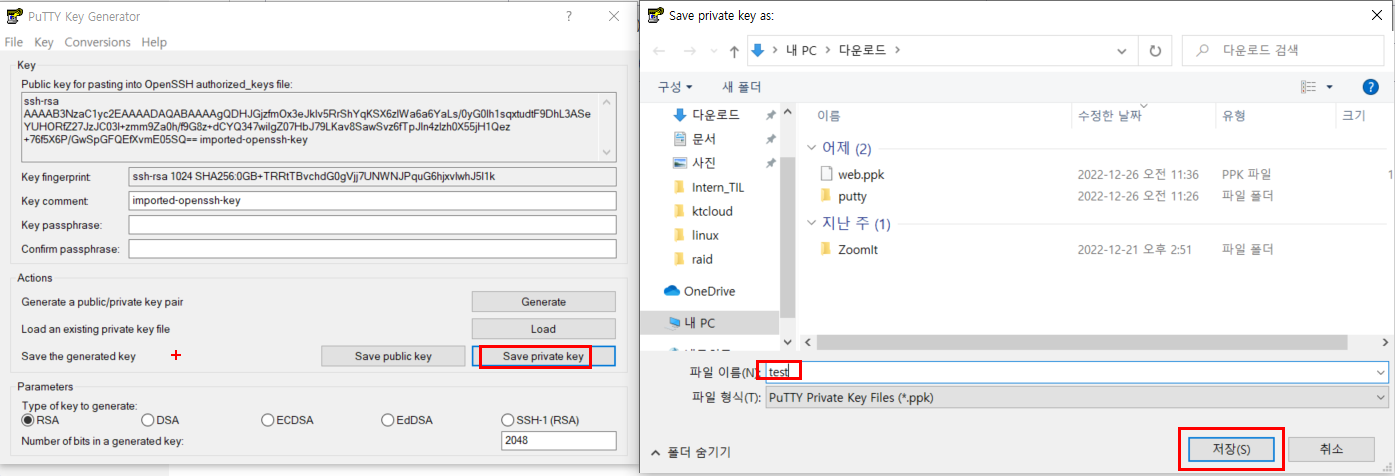 PuTTY Key Generator
?
File Key Conversions Help
Key
Public key for pasting into OpenSSH authorized_keys file:
ssh-rsa
AAAAB3NzaC1yc2EAAAADAQABAAAAgQDHJGjzfmOx3eJklv5RrShYqKSX6zlWa6a6YaLs/0yG0lh1sqxtudtF9DhL3ASe
YUHORfZ27JzJC03l+zmm9Za0h/f9G8z+dCYQ347wilgZ07HbJ79LKav8SawSvz6fTpJln4zlzh0X55jH1Qez
+76f5X6P/GwSpGFQEfXvmE05SQ== imported-openssh-key
Key fingerprint: ssh-rsa 1024 SHA256:0GB+TRRtTBvchdG0gVjj7UNWNJPquG6hjxvlwhJ5I1k
Key comment: imported-openssh-key
Key passphrase:
Confirm passphrase:
Actions
Generate a public/private key pair Generate
Load an existing private key file Load
Save the generated key Save public key Save private key
Parameters
Type of key to generate:
RSA DSA ECDSA EdDSA SSH-1 (RSA)
Number of bits in a generated key: 2048
Save private key as:
내 PC 다운로드
다운로드 검색
구성 새 폴더
?
다운로드
문서
사진
Intern_TIL
ktcloud
linux
raid
OneDrive
내 PC
이름 수정한 날짜 유형 크기
어제 (2)
web.ppk 2022-12-26 오전 11:36 PPK 파일 1
putty 2022-12-26 오전 11:26 파일 폴더
지난 주 (1)
ZoomIt 2022-12-21 오후 2:51 파일 폴더
파일 이름(N): test
파일 형식(T): PuTTY Private Key Files (*.ppk)
폴더 숨기기
저장(S) 취소